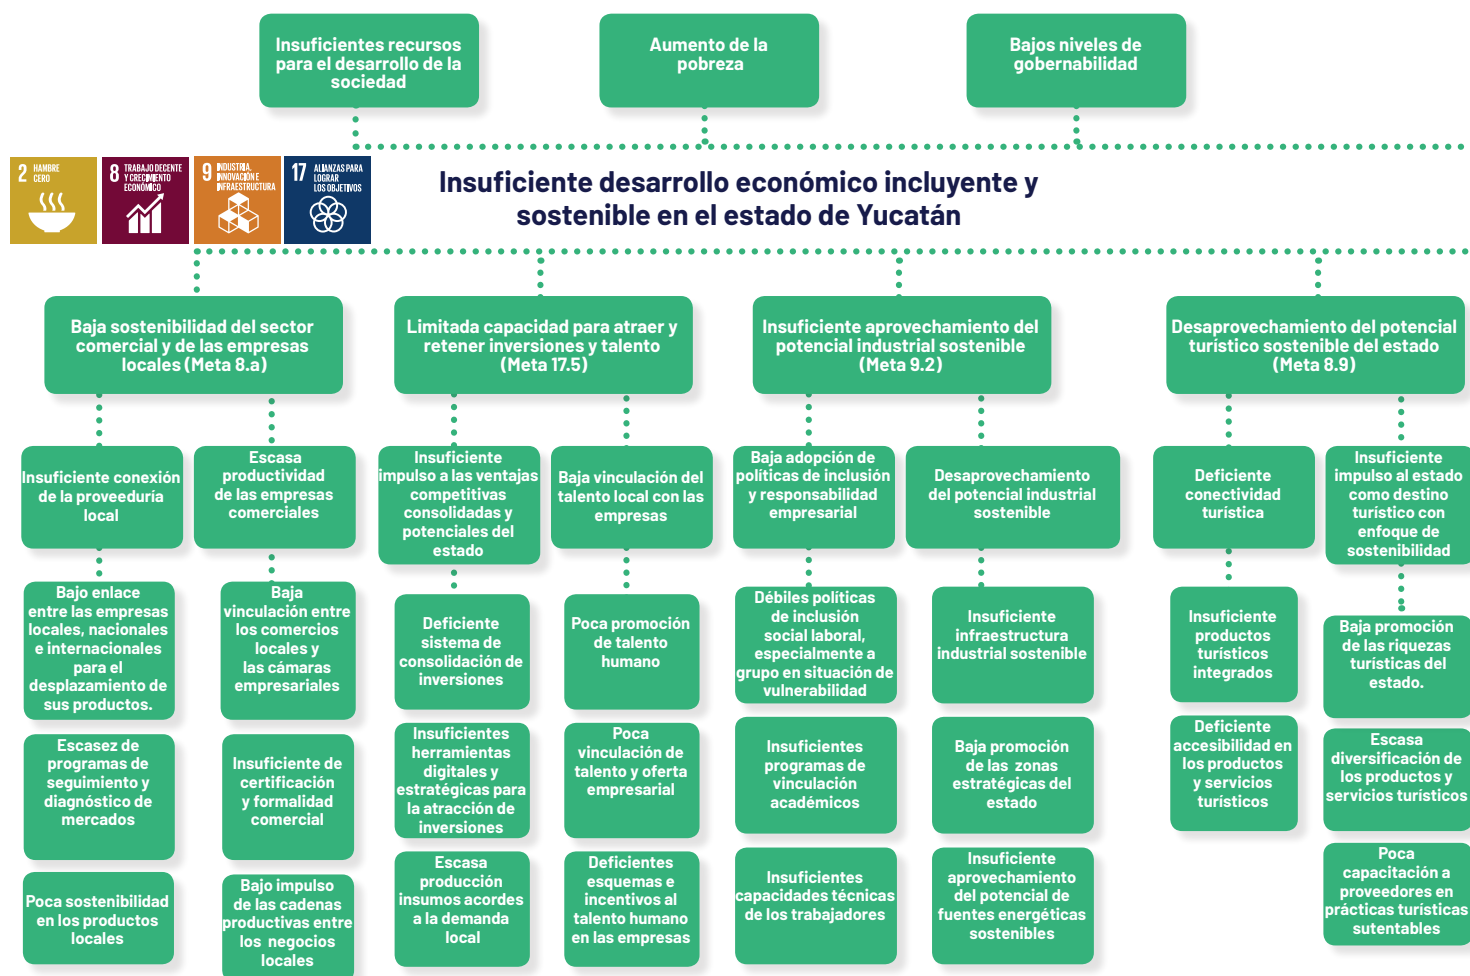 Insuficientes recursos
para el desarrollo de la
sociedad
Aumento de la
pobreza
Bajos niveles de
gobernabilidad
2 HAMBRE
CERO
8 TRABAJO DECENTE
Y CRECIMIENTO
ECONÓMICO
9 INDUSTRIA,
INNOVACIÓN E
INFRAESTRUCTURA
17 ALIANZAS PARA
LOGRAR
LOS OBJETIVOS
Insuficiente desarrollo económico incluyente y
sostenible en el estado de Yucatán
Baja sostenibilidad del sector
comercial y de las empresas
locales (Meta 8.a)
Limitada capacidad para atraer y
retener inversiones y talento
(Meta 17.5)
Insuficiente aprovechamiento del
potencial industrial sostenible
(Meta 9.2)
Desaprovechamiento del potencial
turístico sostenible del estado
(Meta 8.9)
Insuficiente conexión
de la proveeduría
local
Escasa
productividad
de las empresas
comerciales
Insuficiente
impulso a las ventajas
competitivas
consolidadas y
potenciales del
estado
Baja vinculación del
talento local con las
empresas
Baja adopción de
políticas de inclusión
y responsabilidad
empresarial
Desaprovechamiento
del potencial industrial
sostenible
Deficiente
conectividad
turística
Insuficiente
impulso al estado
como destino
turístico con
enfoque de
sostenibilidad
Bajo enlace
entre las empresas
locales, nacionales
e internacionales
para el
desplazamiento de
sus productos.
Baja
vinculación entre
los comercios
locales y
las cámaras
empresariales
Deficiente
sistema de
consolidación de
inversiones
Poca promoción
de talento
humano
Débiles políticas
de inclusión
social laboral,
especialmente a
grupo en situación de
vulnerabilidad
Insuficiente
infraestructura
industrial sostenible
Insuficiente
productos
turísticos
integrados
Baja promoción
de las riquezas
turísticas del
estado.
Escasez de
programas de
seguimiento y
diagnóstico de
mercados
Insuficiente de
certificación
y formalidad
comercial
Insuficientes
herramientas
digitales y
estratégicas para
la atracción de
inversiones
Poca
vinculación de
talento y oferta
empresarial
Insuficientes
programas de
vinculación
académicos
Baja promoción
de las zonas
estratégicas del
estado
Deficiente
accesibilidad en
los productos
y servicios
turísticos
Escasa
diversificación de
los productos y
servicios turísticos
Poca sostenibilidad
en los productos
locales
Bajo impulso
de las cadenas
productivas entre
los negocios
locales
Escasa
producción
insumos acordes
a la demanda
local
Deficientes
esquemas e
incentivos al
talento humano
en las empresas
Insuficientes
capacidades técnicas
de los trabajadores
Insuficiente
aprovechamiento
del potencial de
fuentes energéticas
sostenibles
Poca
capacitación a
proveedores en
prácticas turísticas
sutentables